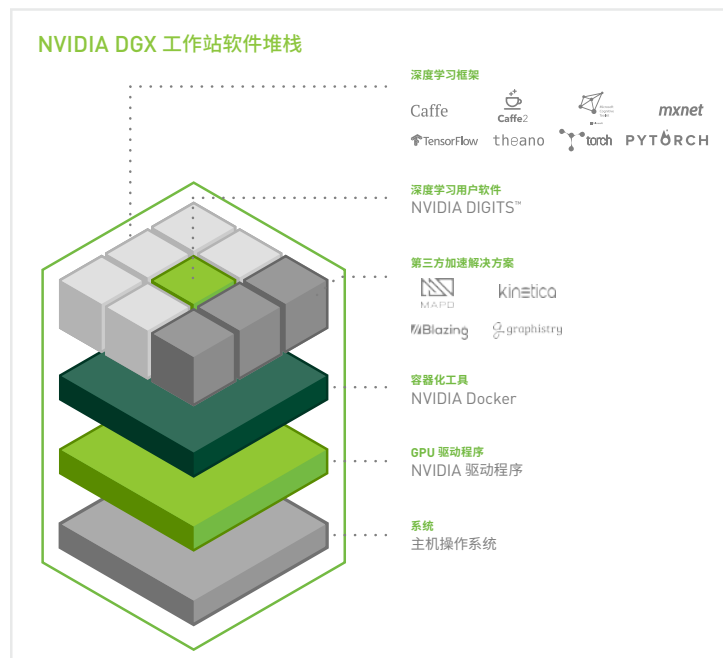 NVIDIA DGX 工作站软件堆栈
深度学习框架
Caffe
Caffe2
Microsoft
Cognitive
Toolkit
mxnet
TensorFlow
theano
torch
PYTORCH
深度学习用户软件
NVIDIA DIGITS™
第三方加速解决方案
MAPD
kinetica
Blazing
graphistry
容器化工具
NVIDIA Docker
GPU 驱动程序
NVIDIA 驱动程序
系统
主机操作系统